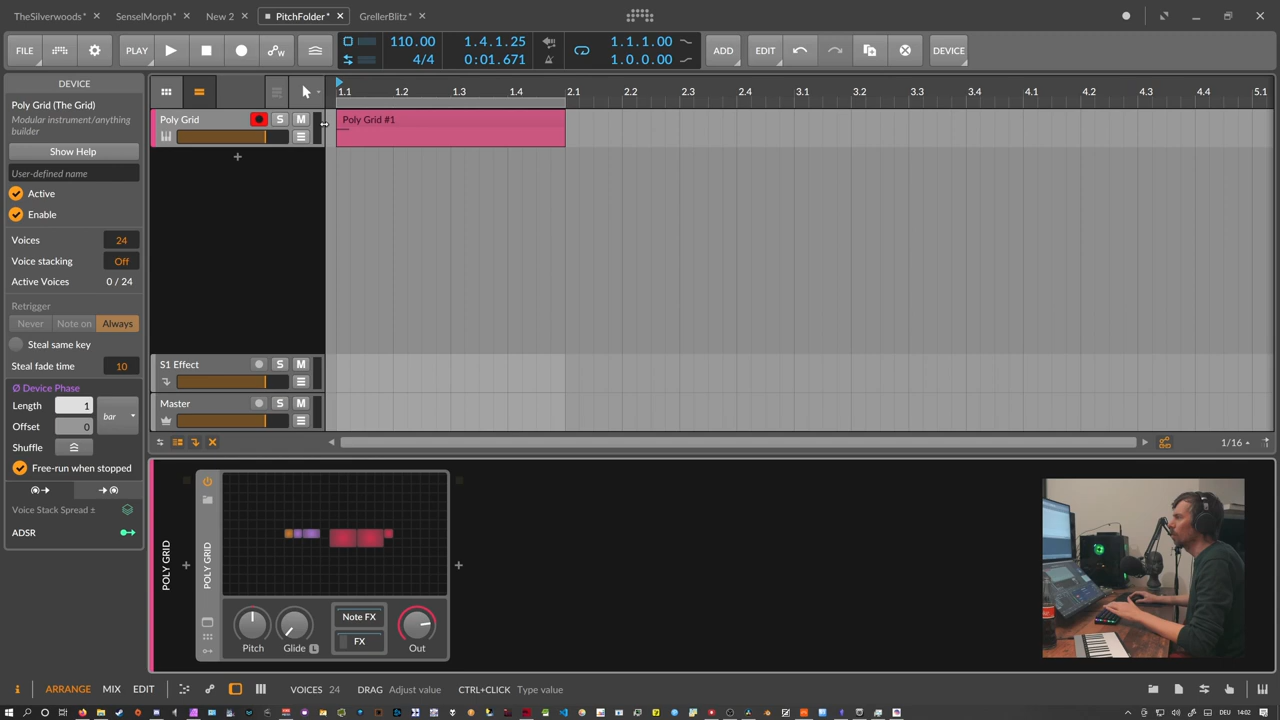 TheSilverwoods* ×
SenselMorph* ×
New 2 ×
PitchFolder* ×
GrellerBlitz* ×
FILE
PLAY
110.00
4/4
1.4.1.25
0:01.671
1.1.1.00
1.0.0.00
ADD
EDIT
DEVICE
DEVICE
Poly Grid (The Grid)
Modular instrument/anything
builder
Show Help
User-defined name
Active
Enable
Voices 24
Voice stacking Off
Active Voices 0 / 24
Retrigger
Never Note on Always
Steal same key
Steal fade time 10
Ø Device Phase
Length 1
bar
Offset 0
Shuffle
Free-run when stopped
Voice Stack Spread ±
ADSR
1.1 1.2 1.3 1.4 2.1 2.2 2.3 2.4 3.1 3.2 3.3 3.4 4.1 4.2 4.3 4.4 5.1
Poly Grid S M
Poly Grid #1
+
S1 Effect S M
Master S M
1/16
POLY GRID
POLY GRID
Pitch
Glide L
Note FX
FX
Out
ARRANGE MIX EDIT
VOICES 24
DRAG Adjust value
CTRL+CLICK Type value
DEU 14:02